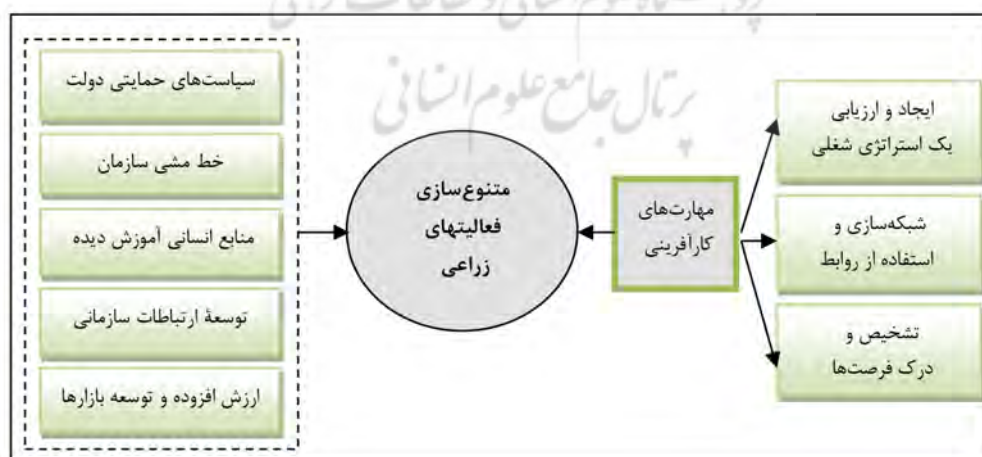 پرتال جامع علوم انسانی
ایجاد و ارزیابی
یک استراتژی شغلی
شبکه‌سازی و
استفاده از روابط
تشخیص و
درک فرصت‌ها
مهارت‌های
کارآفرینی
متنوع‌سازی
فعالیتهای
زراعی
سیاست‌های حمایتی دولت
خط مشی سازمان
منابع انسانی آموزش دیده
توسعهٔ ارتباطات سازمانی
ارزش افزوده و توسعه بازارها